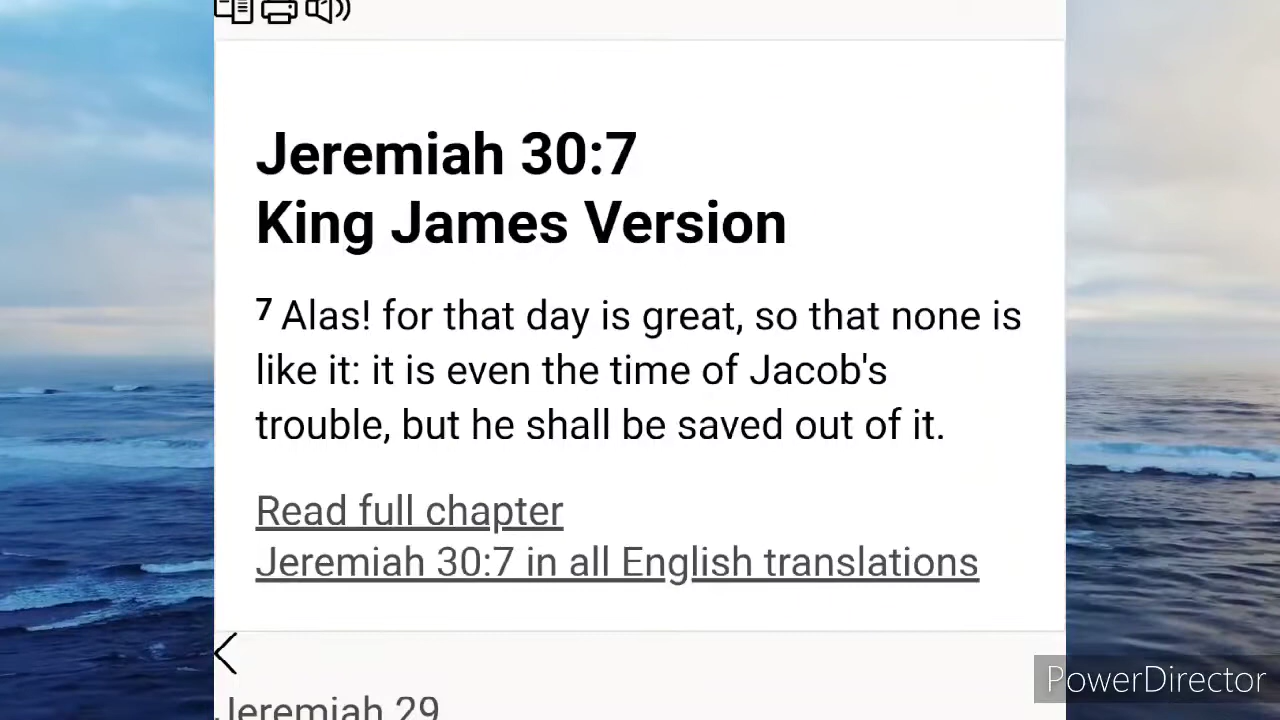 Jeremiah 30:7
King James Version
7 Alas! for that day is great, so that none is
like it: it is even the time of Jacob's
trouble, but he shall be saved out of it.
Read full chapter
Jeremiah 30:7 in all English translations
Jeremiah 29
PowerDirector